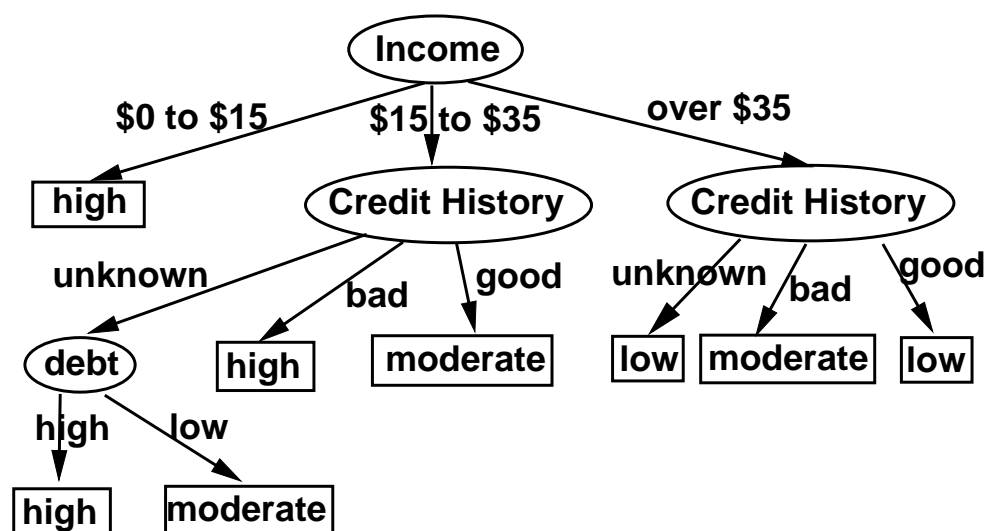 Income
$0 to $15
$15 to $35
over $35
high
Credit History
Credit History
unknown
bad
good
unknown
bad
good
debt
high
moderate
low
moderate
low
high
low
high
moderate